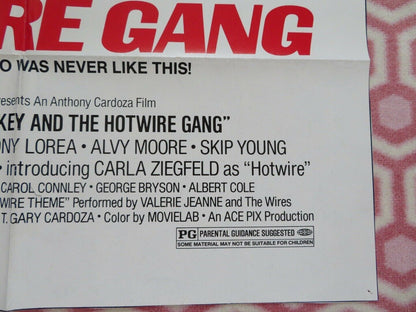 RE GANG
O WAS NEVER LIKE THIS!
resents An Anthony Cardoza Film
KEY AND THE HOTWIRE GANG”
NY LOREA • ALVY MOORE • SKIP YOUNG
• introducing CARLA ZIEGFELD as “Hotwire”
CAROL CONNLEY • GEORGE BRYSON • ALBERT COLE
WIRE THEME” Performed by VALERIE JEANNE and The Wires
T. GARY CARDOZA • Color by MOVIELAB • An ACE PIX Production
PG PARENTAL GUIDANCE SUGGESTED
SOME MATERIAL MAY NOT BE SUITABLE FOR CHILDREN